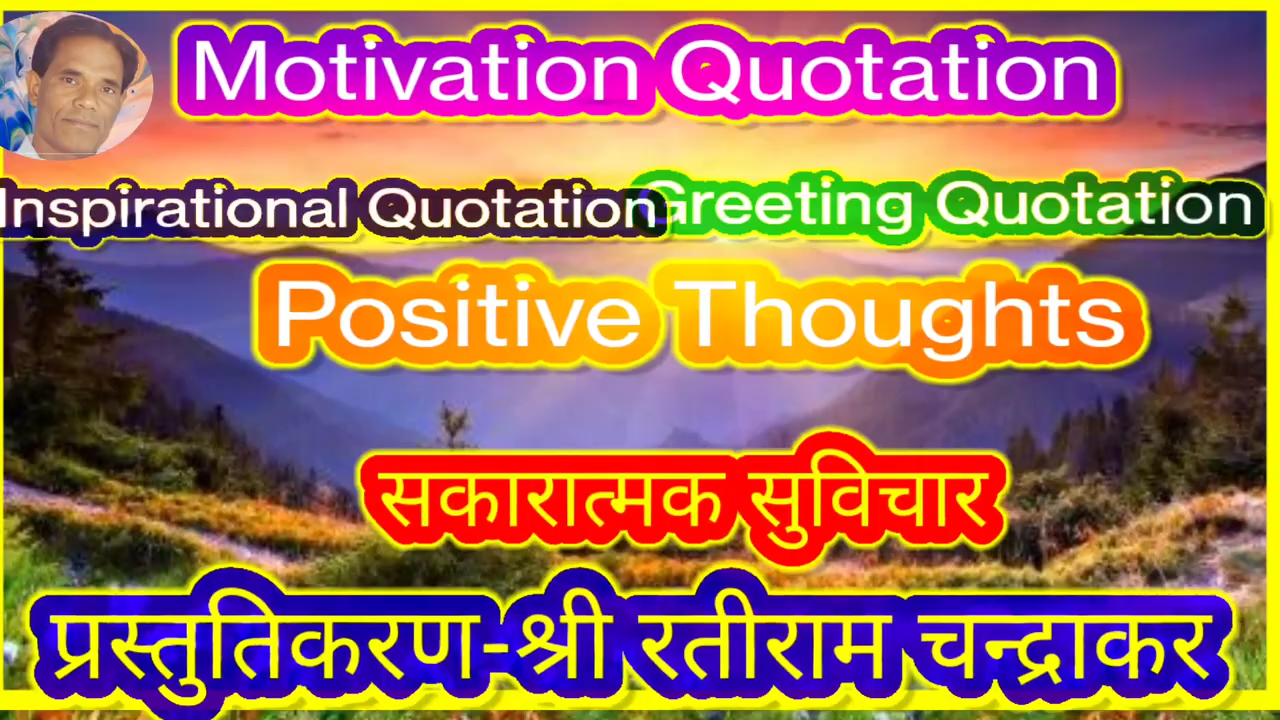 Motivation Quotation
Inspirational Quotation Greeting Quotation
Positive Thoughts
सकारात्मक सुविचार
प्रस्तुतिकरण-श्री रतीराम चन्द्राकर